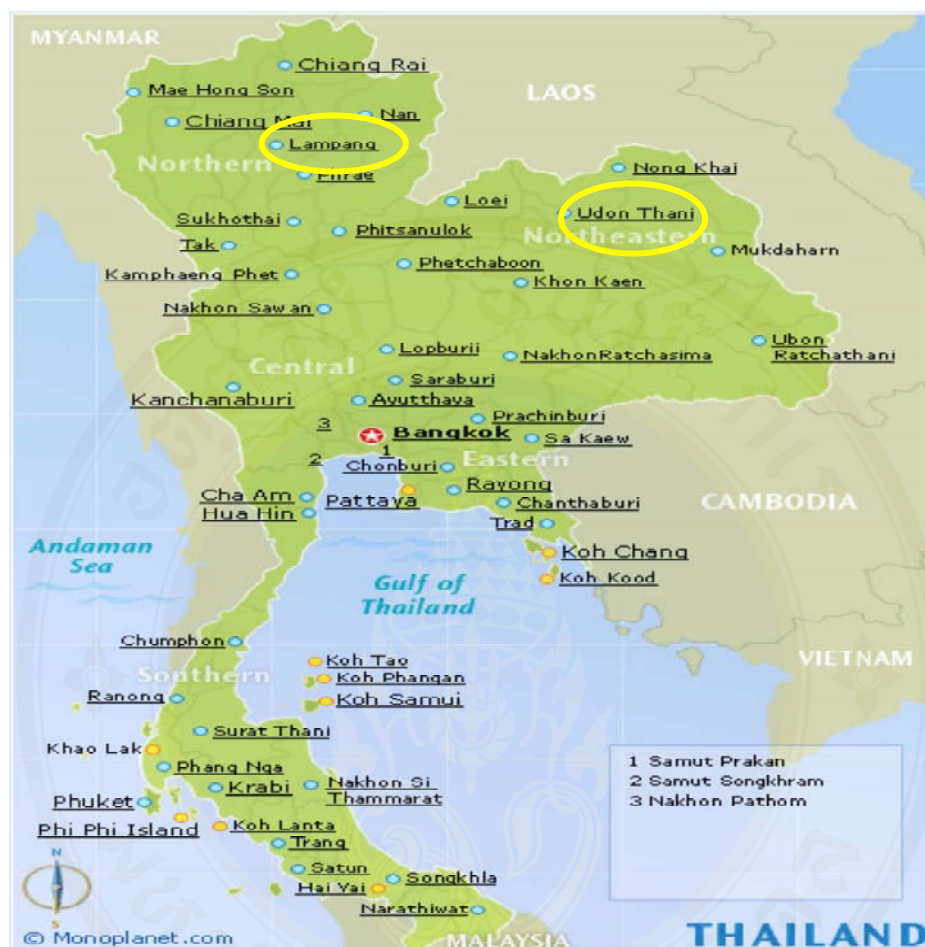 MYANMAR
Chiang Rai
LAOS
Mae Hong Son
Nan
Chiang Mai
Lampang
Northern
Phrae
Nong Khai
Loei
Udon Thani
Sukhothai
Phitsanulok
Northeastern
Tak
Mukdaharn
Phetchaboon
Kamphaeng Phet
Khon Kaen
Nakhon Sawan
Lopburii
Ubon
Ratchathani
NakhonRatchasima
Central
Saraburi
Kanchanaburi
Ayutthaya
Prachinburi
3
Bangkok
Sa Kaew
1
2
Chonburi
Eastern
Cha Am
Pattaya
Rayong
Hua Hin
Chanthaburi
CAMBODIA
Trad
Andaman
Sea
Koh Chang
Gulf of
Thailand
Koh Kood
Chumphon
VIETNAM
Koh Tao
Southern
Koh Phangan
Ranong
Koh Samui
Surat Thani
Khao Lak
1 Samut Prakan
Phang Nga
2 Samut Songkhram
Krabi
Nakhon Si
Thammarat
3 Nakhon Pathom
Phuket
Phi Phi Island
Koh Lanta
Trang
N
Satun
Songkhla
Hai Yai
S
Narathiwat
© Monoplanet.com
MALAYSIA
THAILAND